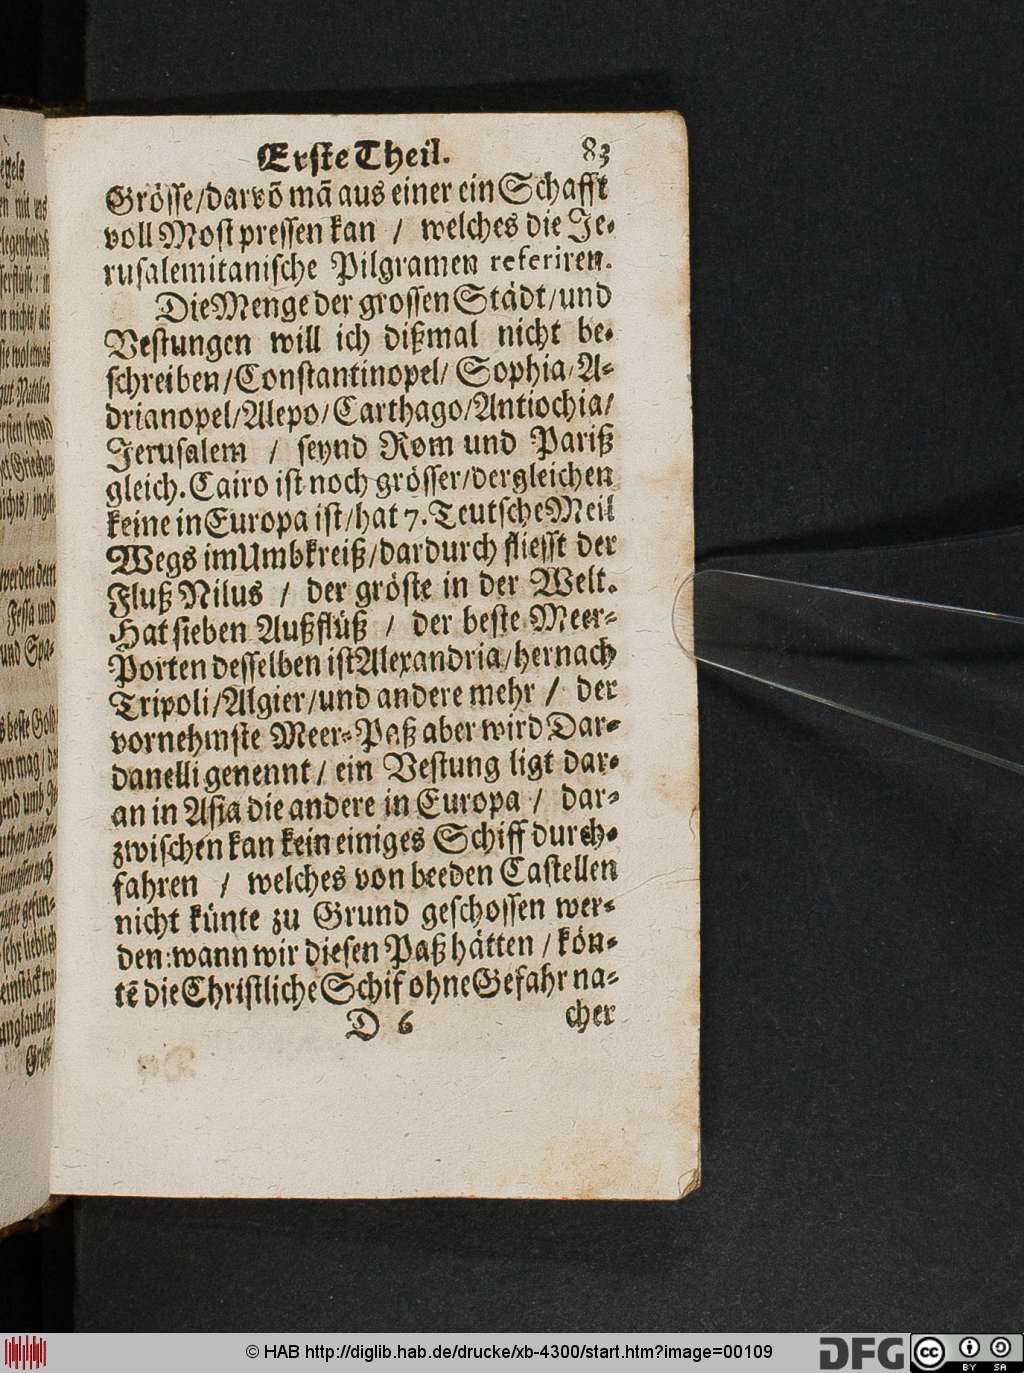 Erste Theil. 83
Grösse/darvō mā aus einer ein Schafft
voll Most pressen kan / welches die Je-
rusalemitanische Pilgramen referiren.
Die Menge der grossen Städt/und
Vestungen will ich dißmal nicht be-
schreiben/Constantinopel/ Sophia/A-
drianopel/Alepo/Carthago/Antiochia/
Jerusalem / seynd Rom und Pariß
gleich. Cairo ist noch grösser/dergleichen
keine in Europa ist/hat 7. Teutsche Meil
Wegs im Umbkreiß/dardurch fliesst der
Fluß Nilus / der gröste in der Welt.
Hat sieben Außflüß / der beste Meer-
Porten desselben ist Alexandria/hernach
Tripoli/Algier/und andere mehr / der
vornehmste Meer-Paß aber wird Dar-
danelli genennt/ ein Vestung ligt dar-
an in Asia die andere in Europa / dar-
zwischen kan kein einiges Schiff durch-
fahren / welches von beeden Castellen
nicht künte zu Grund geschossen wer-
den: wann wir diesen Paß hätten / kön-
tē die Christliche Schif ohne Gefahr na-
D 6 cher
© HAB http://diglib.hab.de/drucke/xb-4300/start.htm?image=00109
DFG
cc BY SA